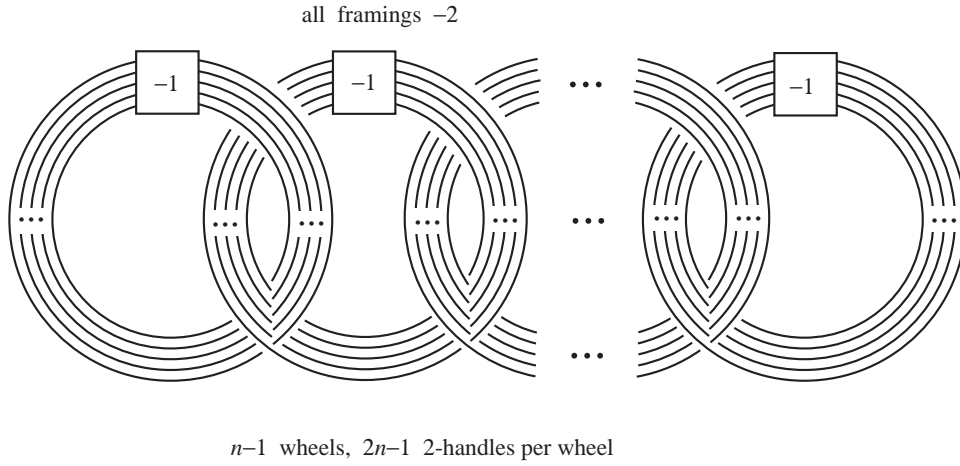 all framings −2
−1 −1 ... −1
... ... ... ... ... ... ... ... ...
...
n−1 wheels, 2n−1 2-handles per wheel